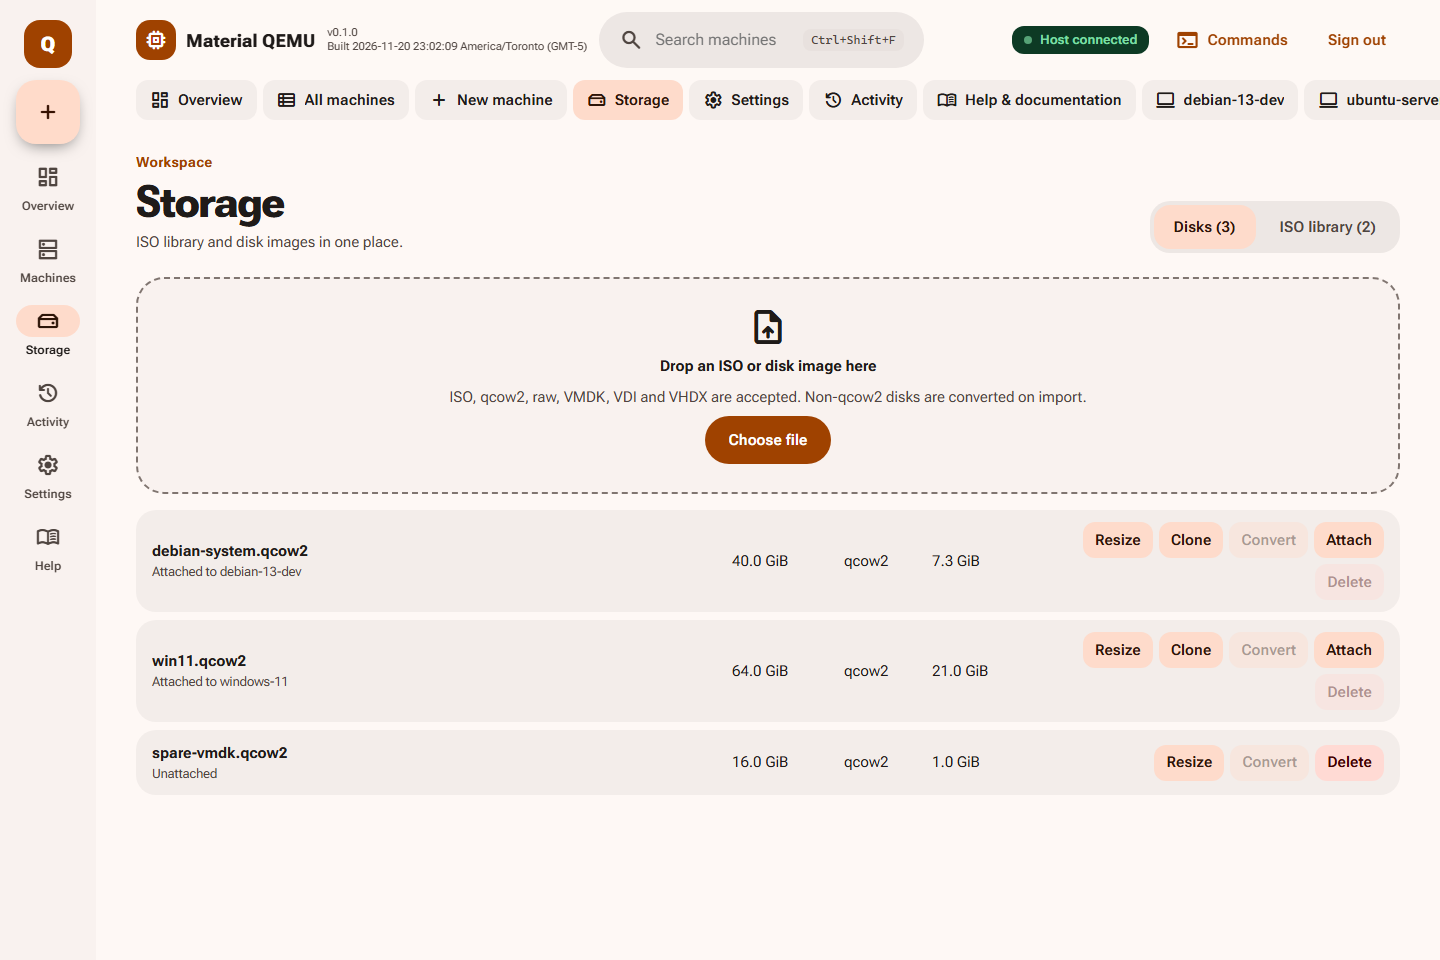 Q
Material QEMU
v0.1.0
Built 2026-11-20 23:02:09 America/Toronto (GMT-5)
Search machines
Ctrl+Shift+F
Host connected
Commands
Sign out
Overview
All machines
New machine
Storage
Settings
Activity
Help & documentation
debian-13-dev
ubuntu-serve
Overview
Machines
Storage
Activity
Settings
Help
Workspace
Storage
ISO library and disk images in one place.
Disks (3)
ISO library (2)
Drop an ISO or disk image here
ISO, qcow2, raw, VMDK, VDI and VHDX are accepted. Non-qcow2 disks are converted on import.
Choose file
debian-system.qcow2
Attached to debian-13-dev
40.0 GiB
qcow2
7.3 GiB
Resize
Clone
Convert
Attach
Delete
win11.qcow2
Attached to windows-11
64.0 GiB
qcow2
21.0 GiB
Resize
Clone
Convert
Attach
Delete
spare-vmdk.qcow2
Unattached
16.0 GiB
qcow2
1.0 GiB
Resize
Convert
Delete